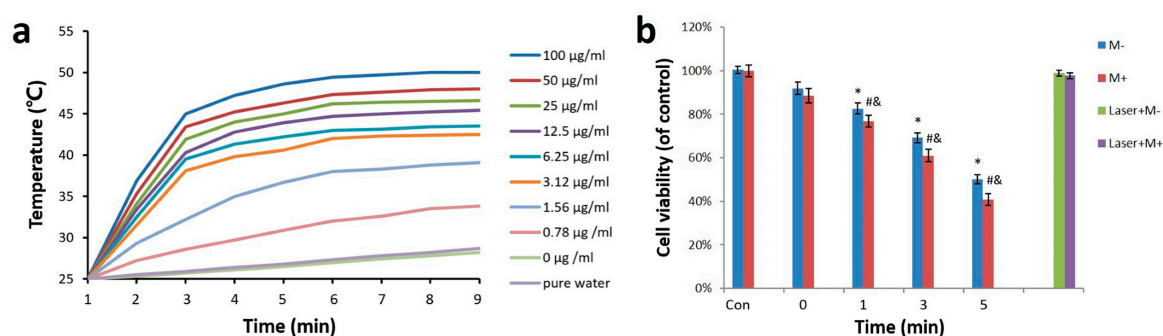 a
Temperature (℃)
55
50
45
40
35
30
25
1 2 3 4 5 6 7 8 9
Time (min)
100 µg/ml
50 µg/ml
25 µg/ml
12.5 µg/ml
6.25 µg/ml
3.12 µg/ml
1.56 µg/ml
0.78 µg/ml
0 µg /ml
pure water
b
Cell viability (of control)
120%
100%
80%
60%
40%
20%
0%
* #&
* #&
* #&
Con 0 1 3 5
Time (min)
M-
M+
Laser+M-
Laser+M+